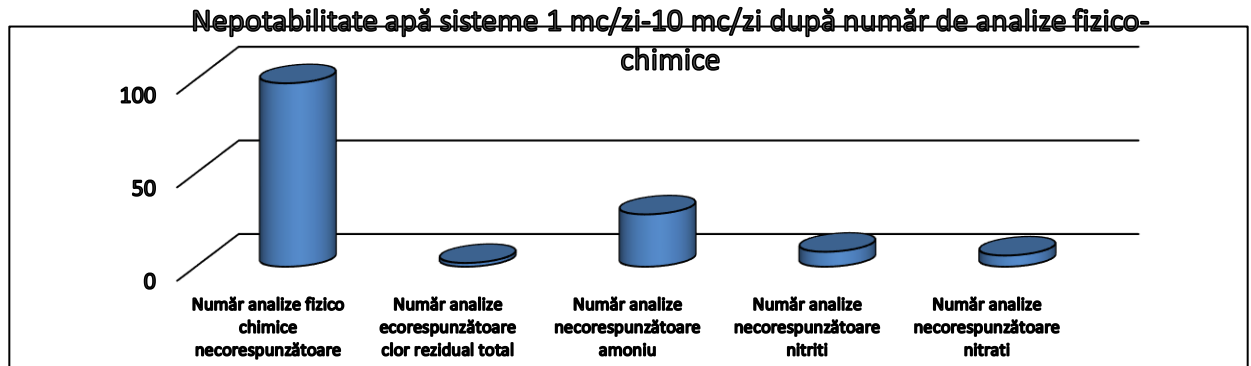 Nepotabilitate apă sisteme 1 mc/zi-10 mc/zi după număr de analize fizico-
chimice
100
50
0
Număr analize fizico
chimice
necorespunzătoare
Număr analize
ecorespunzătoare
clor rezidual total
Număr analize
necorespunzătoare
amoniu
Număr analize
necorespunzătoare
nitriti
Număr analize
necorespunzătoare
nitrati